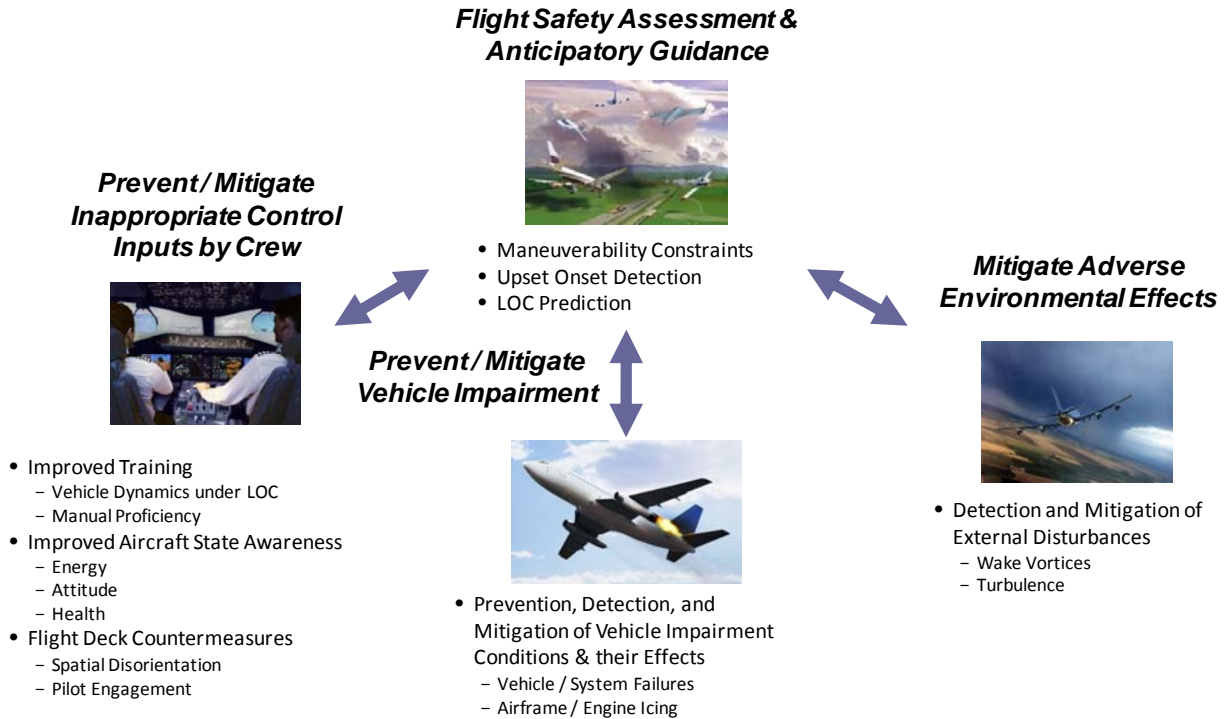 Flight Safety Assessment &
Anticipatory Guidance
• Maneuverability Constraints
• Upset Onset Detection
• LOC Prediction
Prevent / Mitigate
Inappropriate Control
Inputs by Crew
• Improved Training
– Vehicle Dynamics under LOC
– Manual Proficiency
• Improved Aircraft State Awareness
– Energy
– Attitude
– Health
• Flight Deck Countermeasures
– Spatial Disorientation
– Pilot Engagement
Prevent / Mitigate
Vehicle Impairment
• Prevention, Detection, and
Mitigation of Vehicle Impairment
Conditions & their Effects
– Vehicle / System Failures
– Airframe / Engine Icing
Mitigate Adverse
Environmental Effects
• Detection and Mitigation of
External Disturbances
– Wake Vortices
– Turbulence